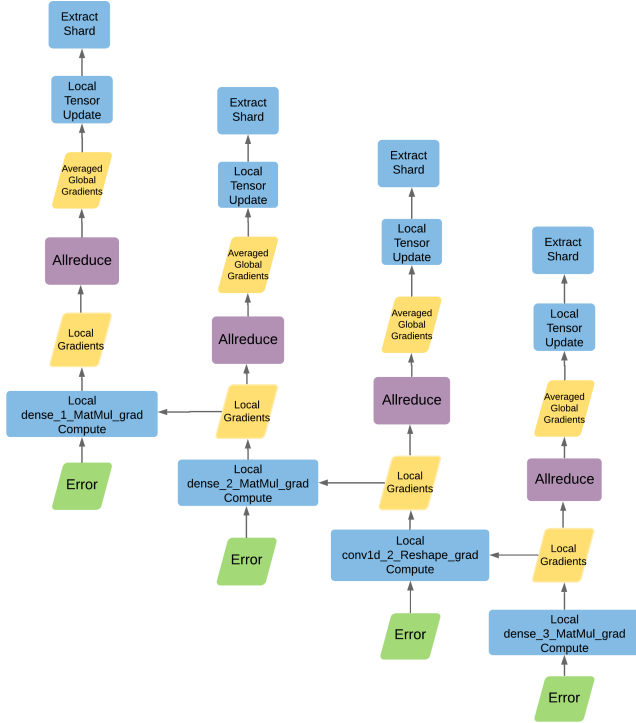 Extract
Shard
Local
Tensor
Update
Averaged
Global
Gradients
Allreduce
Local
Gradients
Local
dense_1_MatMul_grad
Compute
Error
Extract
Shard
Local
Tensor
Update
Averaged
Global
Gradients
Allreduce
Local
Gradients
Local
dense_2_MatMul_grad
Compute
Error
Extract
Shard
Local
Tensor
Update
Averaged
Global
Gradients
Allreduce
Local
Gradients
Local
conv1d_2_Reshape_grad
Compute
Error
Extract
Shard
Local
Tensor
Update
Averaged
Global
Gradients
Allreduce
Local
Gradients
Local
dense_3_MatMul_grad
Compute
Error